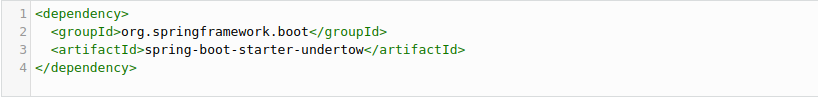 1 <dependency>
2   <groupId>org.springframework.boot</groupId>
3   <artifactId>spring-boot-starter-undertow</artifactId>
4 </dependency>